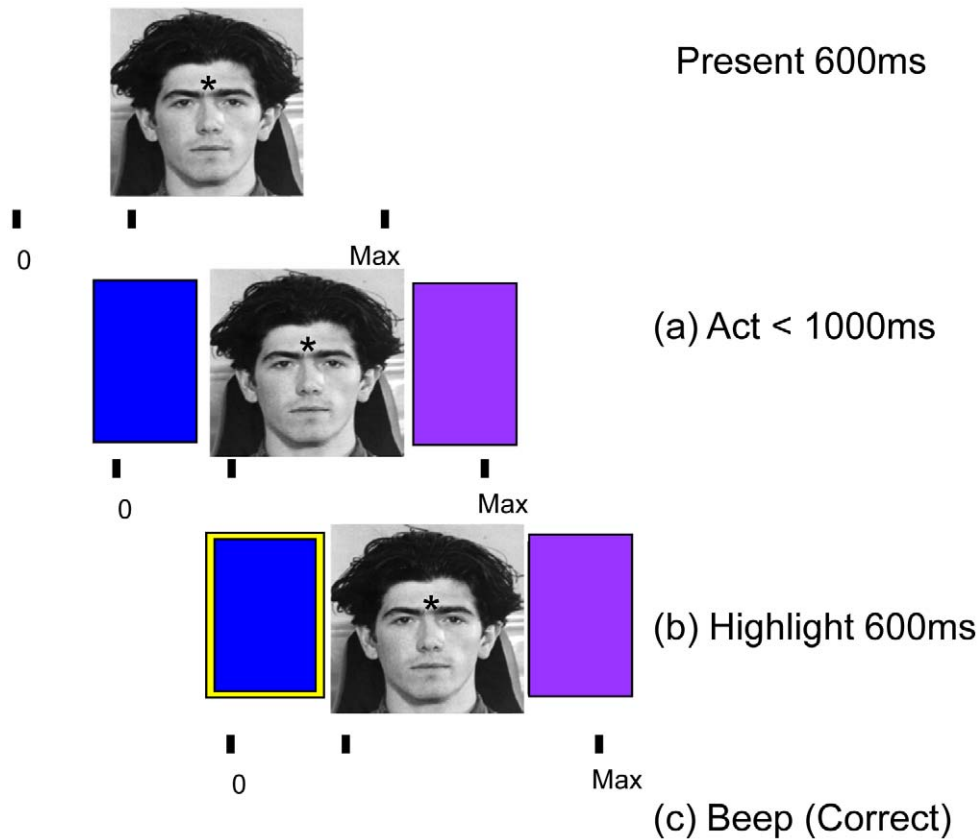 *
Present 600ms
0
Max
*
(a) Act < 1000ms
0
Max
*
(b) Highlight 600ms
0
Max
(c) Beep (Correct)